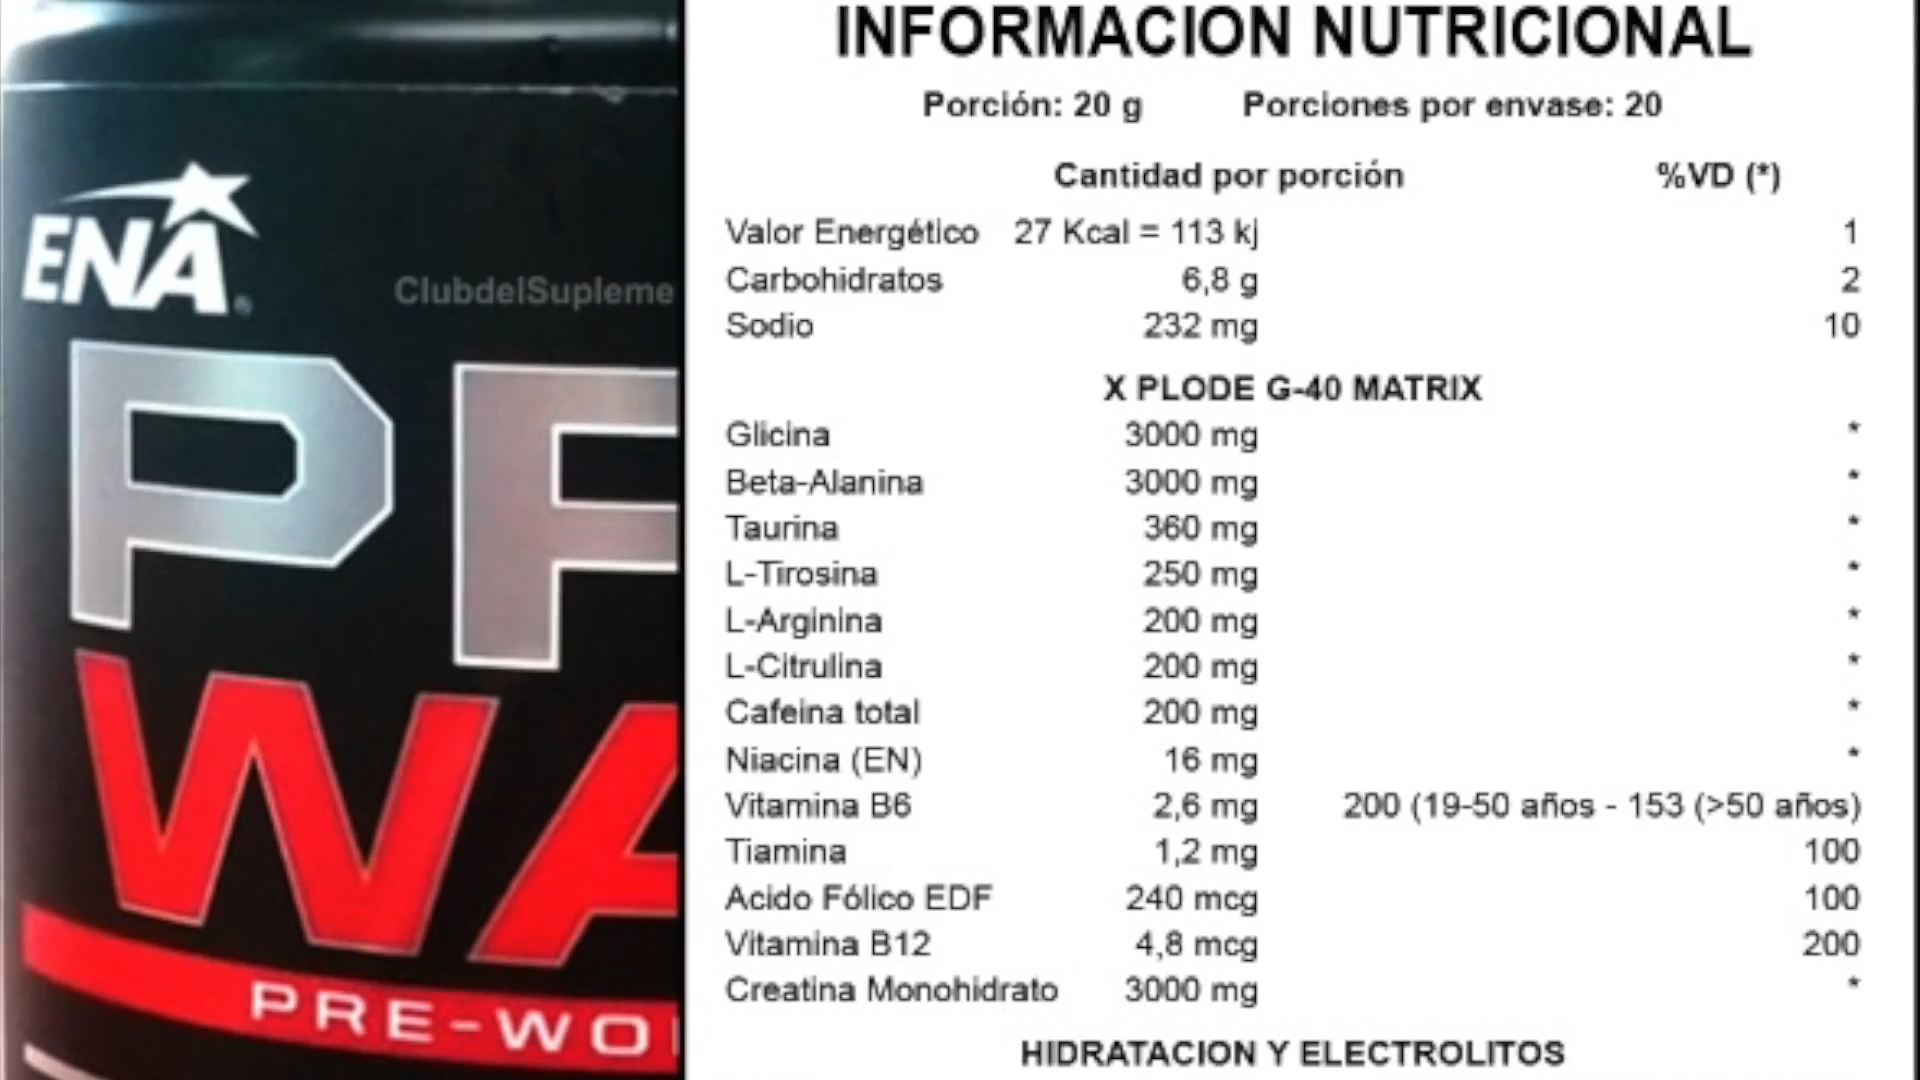 ENA
ClubdelSupleme
WA
PRE-WO
INFORMACION NUTRICIONAL
Porción: 20 g Porciones por envase: 20
Cantidad por porción %VD (*)
Valor Energético 27 Kcal = 113 kj 1
Carbohidratos 6,8 g 2
Sodio 232 mg 10
X PLODE G-40 MATRIX
Glicina 3000 mg *
Beta-Alanina 3000 mg *
Taurina 360 mg *
L-Tirosina 250 mg *
L-Arginina 200 mg *
L-Citrulina 200 mg *
Cafeina total 200 mg *
Niacina (EN) 16 mg *
Vitamina B6 2,6 mg 200 (19-50 años - 153 (>50 años)
Tiamina 1,2 mg 100
Acido Fólico EDF 240 mcg 100
Vitamina B12 4,8 mcg 200
Creatina Monohidrato 3000 mg *
HIDRATACION Y ELECTROLITOS